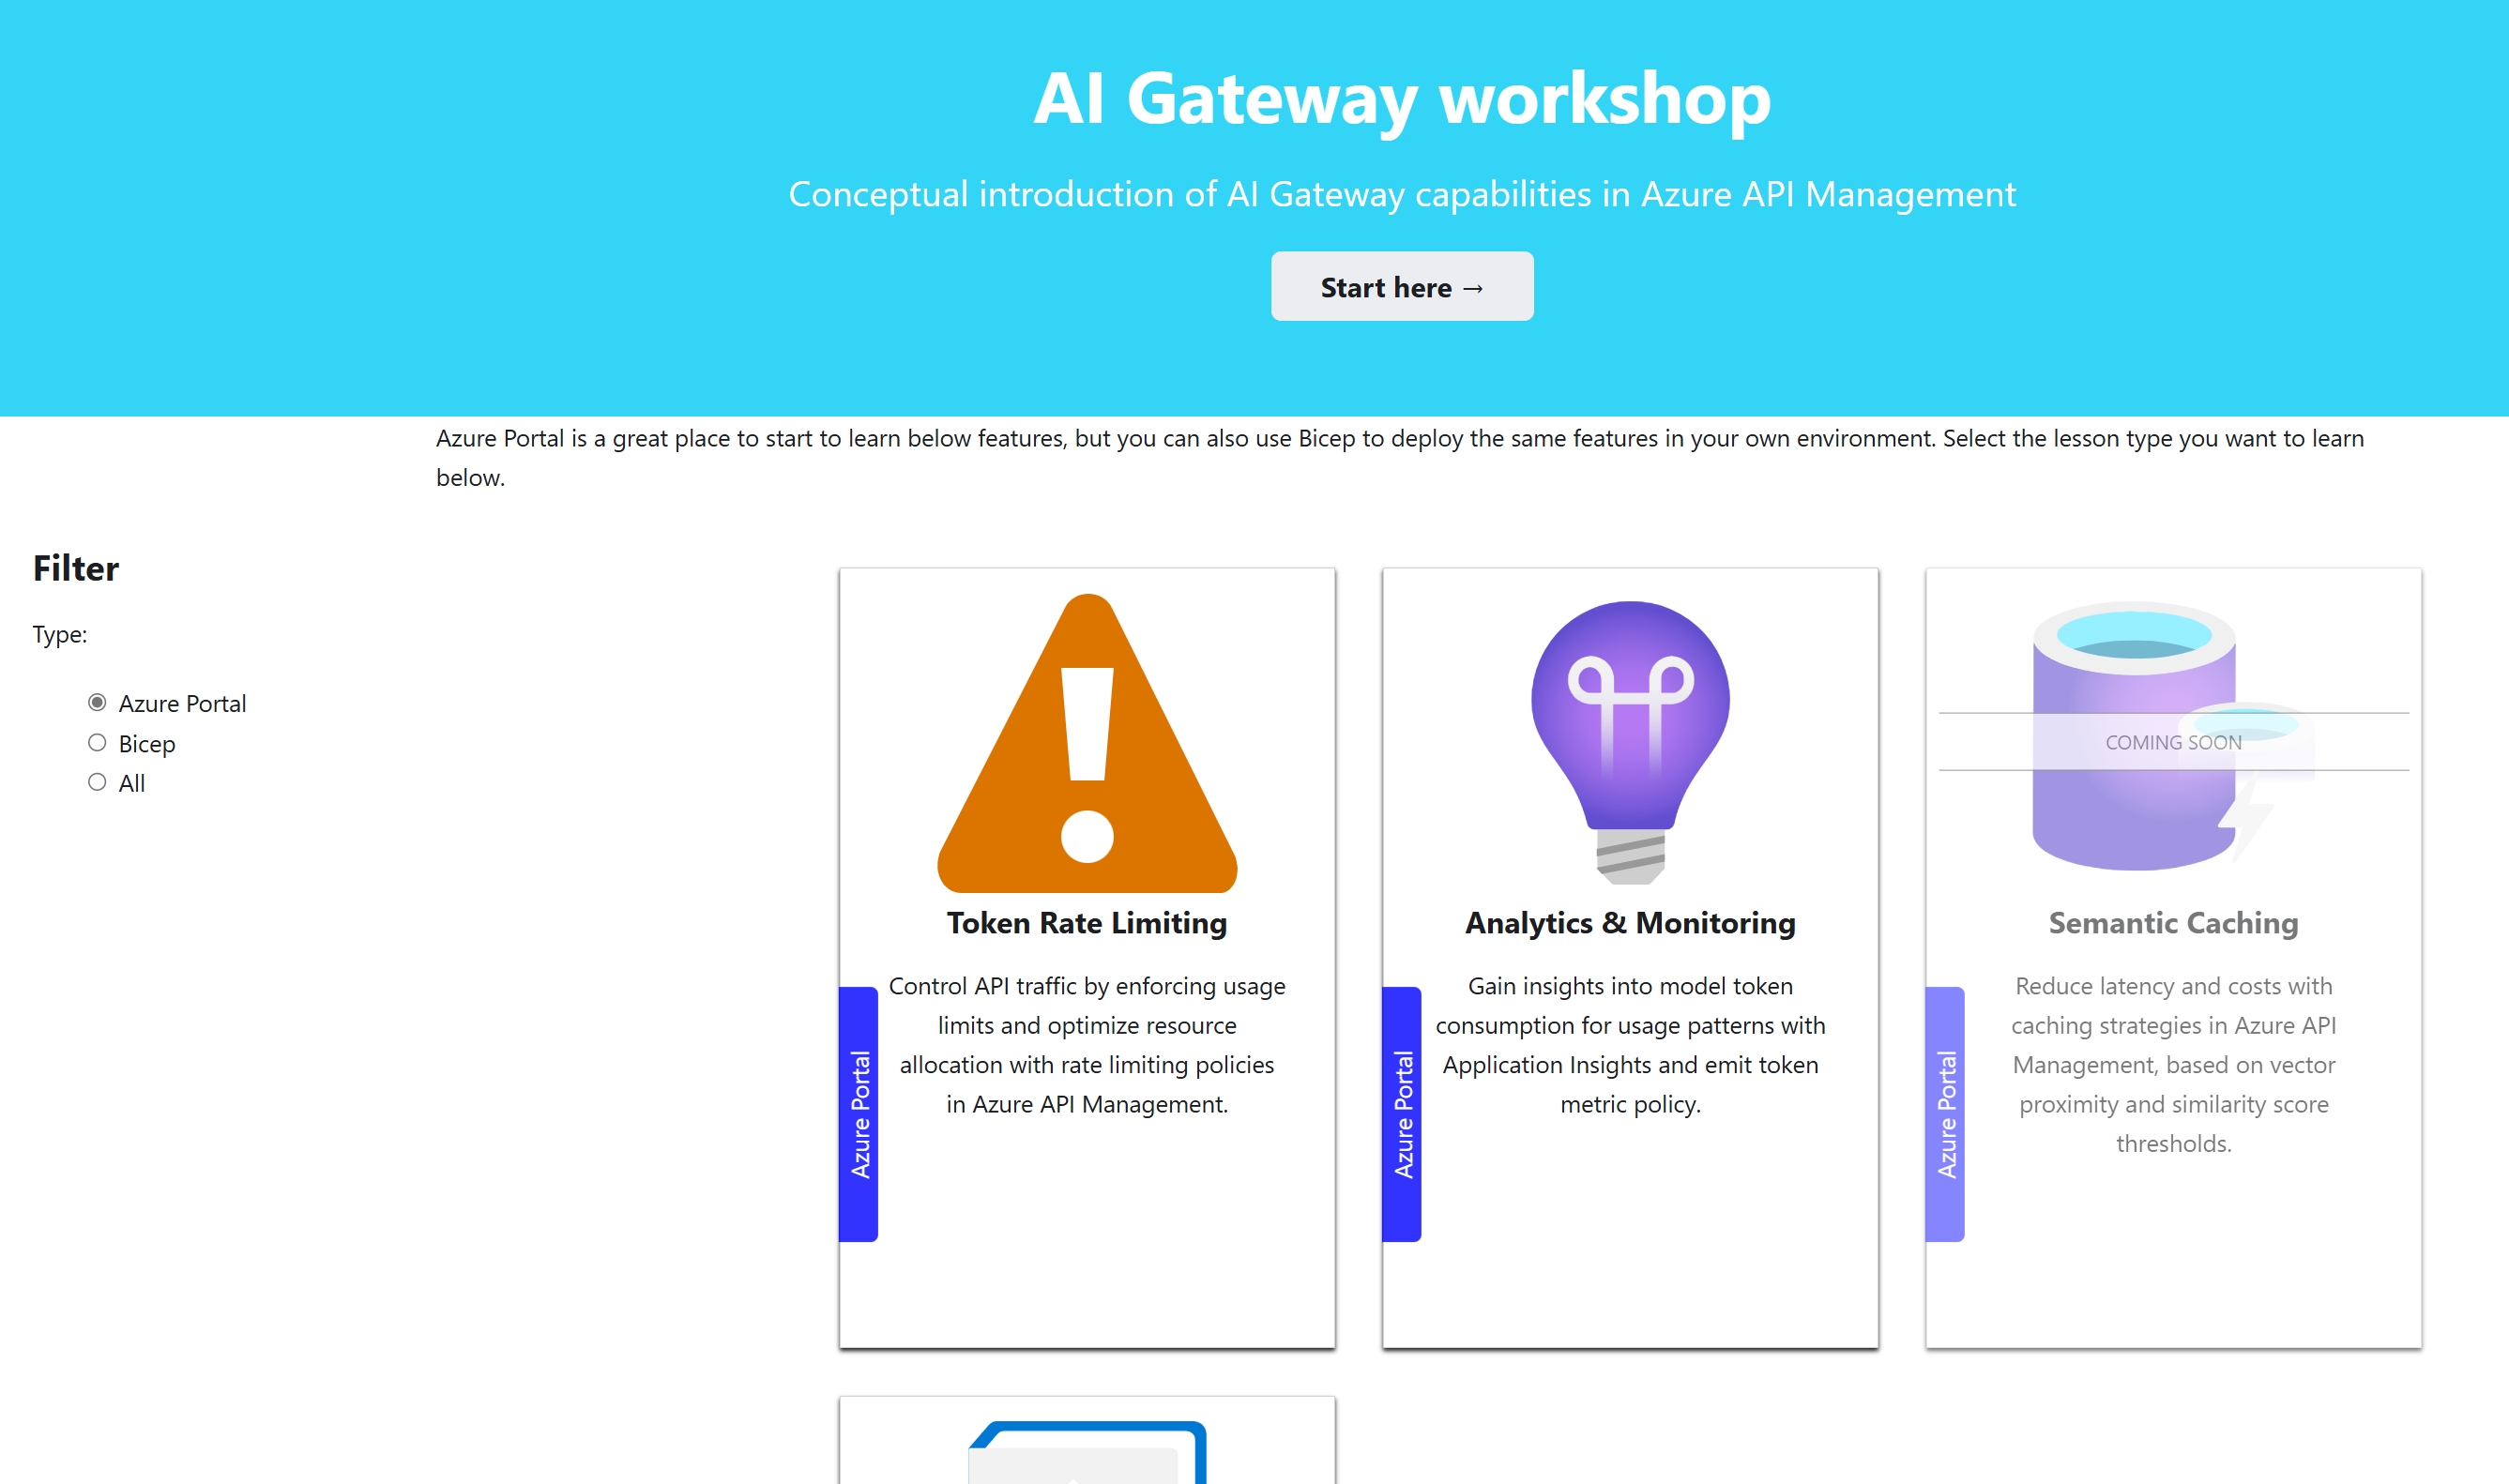 AI Gateway workshop
Conceptual introduction of AI Gateway capabilities in Azure API Management
Start here →
Azure Portal is a great place to start to learn below features, but you can also use Bicep to deploy the same features in your own environment. Select the lesson type you want to learn
below.
Filter
Type:
Azure Portal
Bicep
All
Token Rate Limiting
Control API traffic by enforcing usage
limits and optimize resource
allocation with rate limiting policies
in Azure API Management.
Azure Portal
Analytics & Monitoring
Gain insights into model token
consumption for usage patterns with
Application Insights and emit token
metric policy.
Azure Portal
COMING SOON
Semantic Caching
Reduce latency and costs with
caching strategies in Azure API
Management, based on vector
proximity and similarity score
thresholds.
Azure Portal